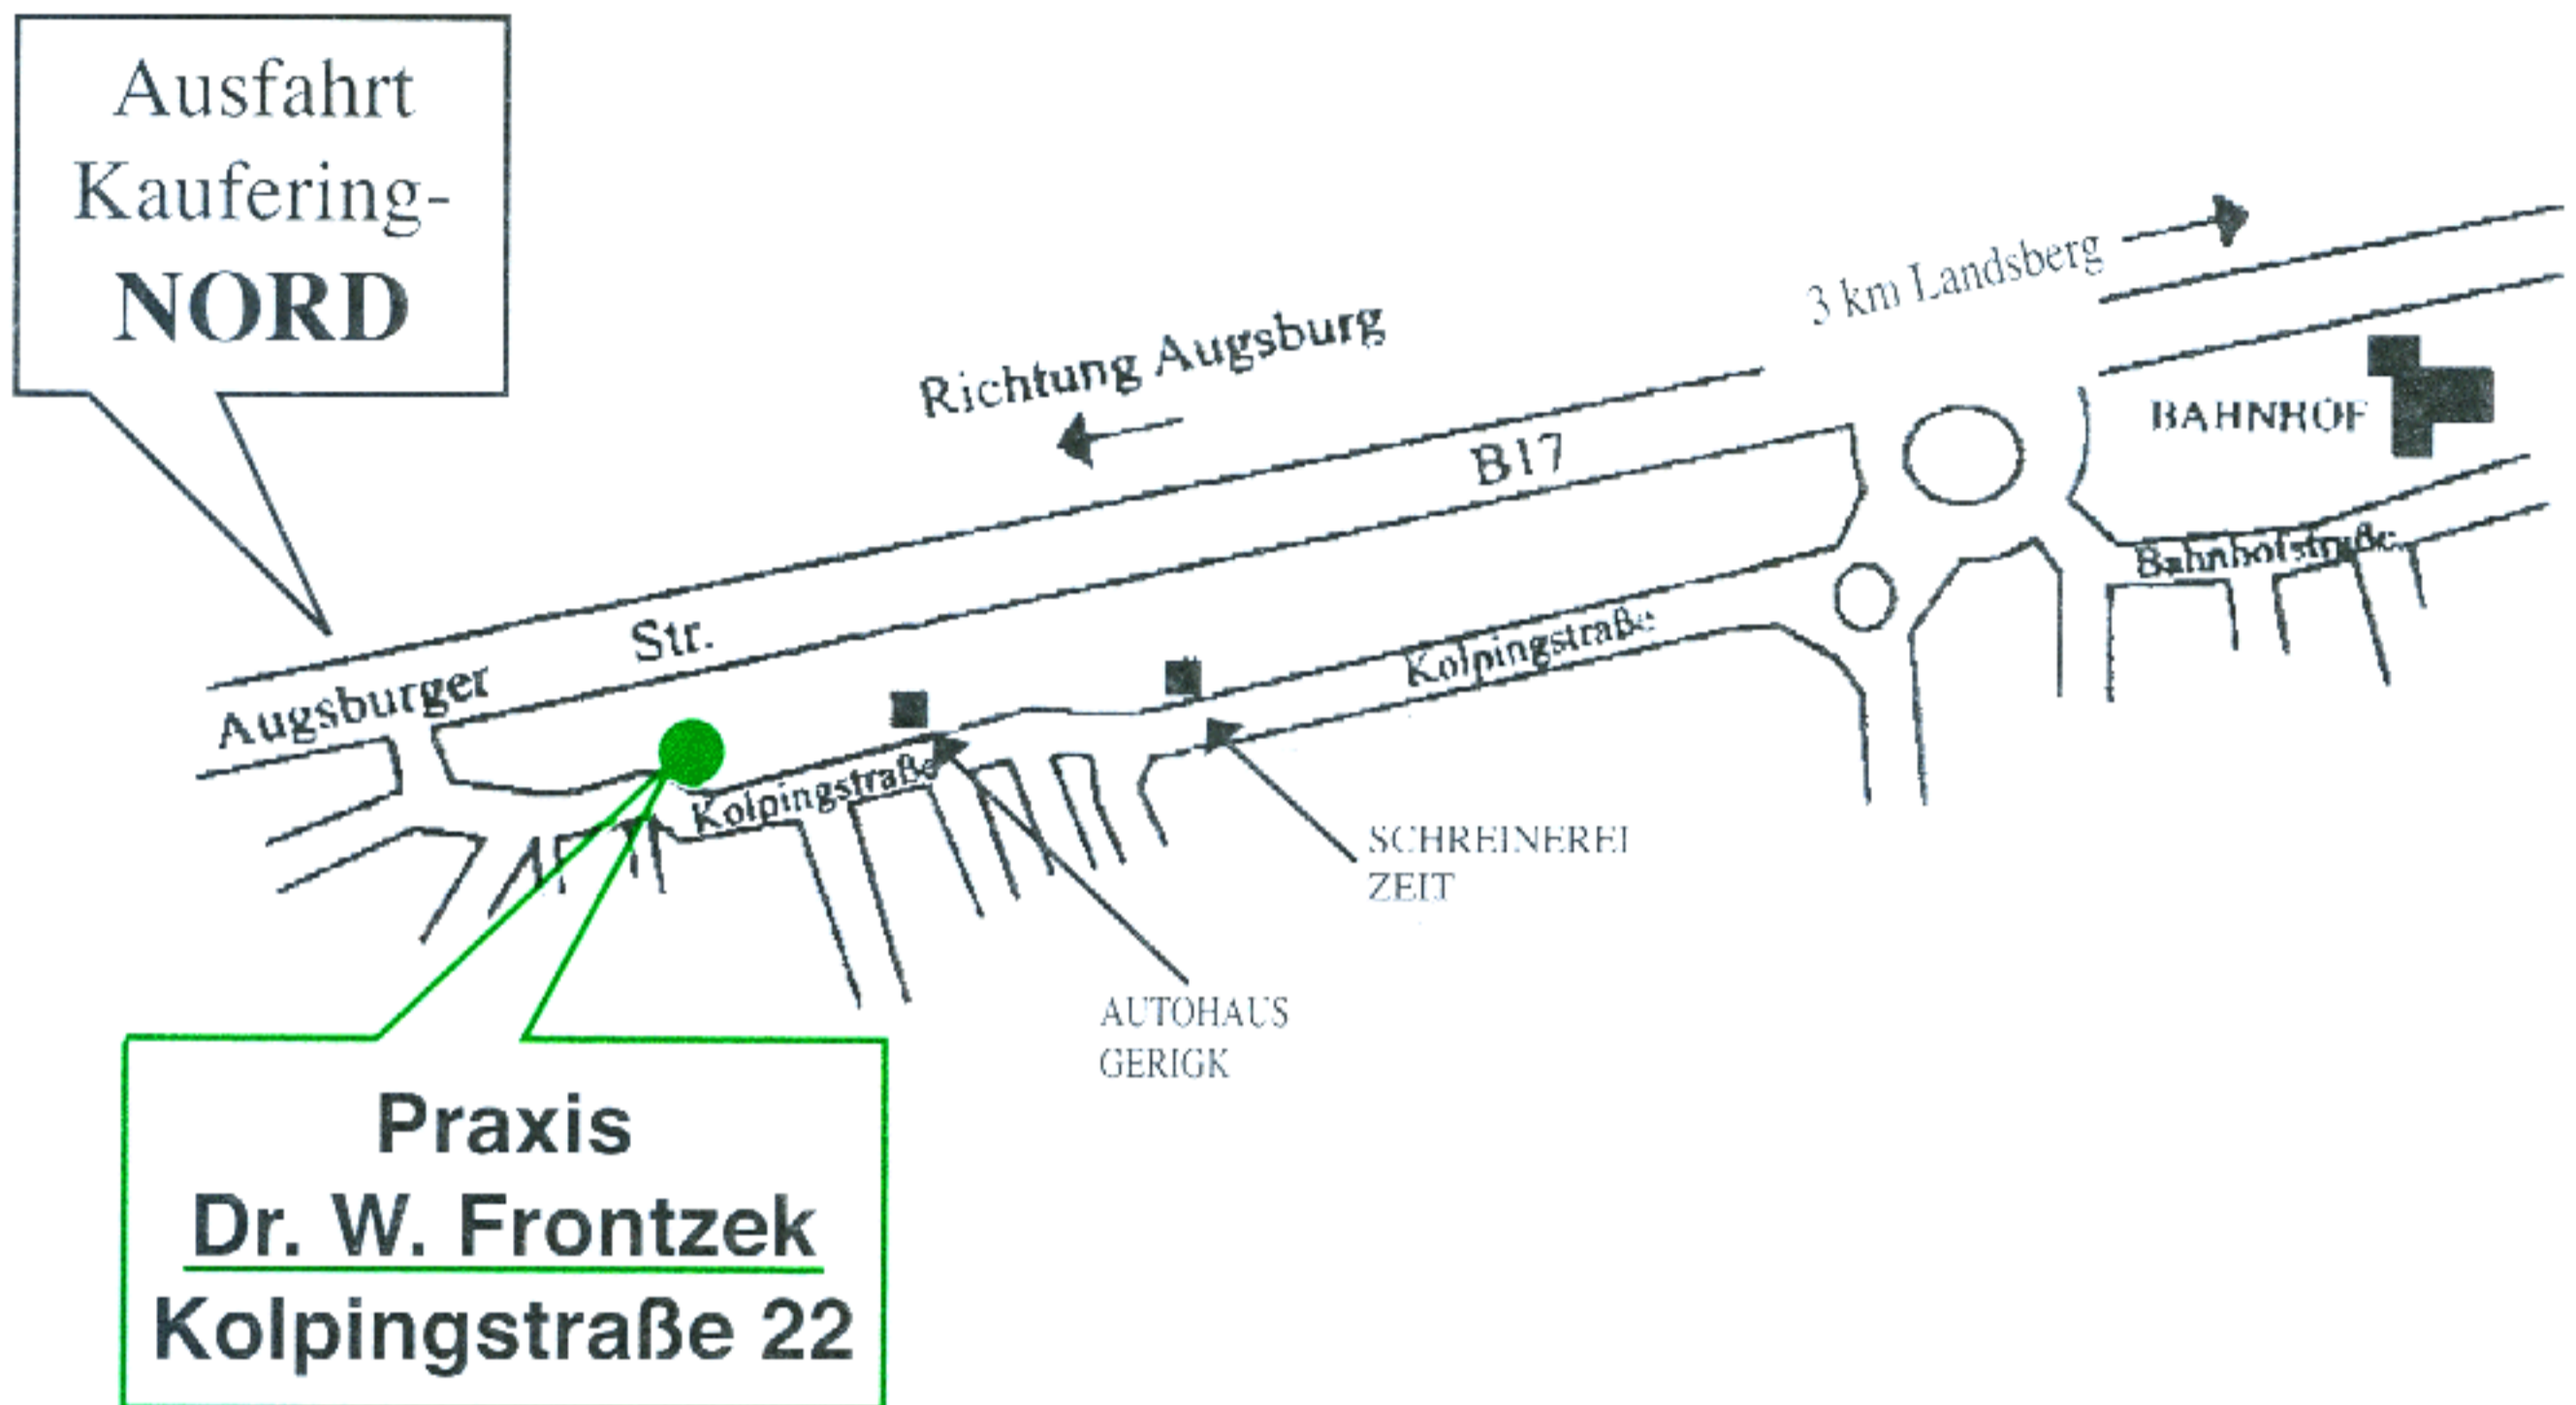 Ausfahrt
Kaufering-
NORD
3 km Landsberg
Richtung Augsburg
BAHNHOF
B17
Bahnhofstraße
Str.
Kolpingstraße
Augsburger
Kolpingstraße
SCHREINEREI
ZEIT
AUTOHAUS
GERIGK
Praxis
Dr. W. Frontzek
Kolpingstraße 22